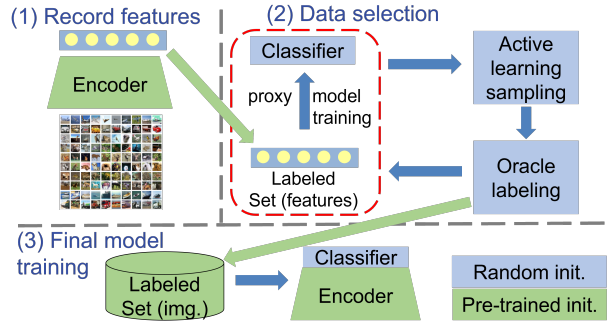 (1) Record features
Encoder
(2) Data selection
Classifier
proxy model
training
Labeled
Set (features)
Active
learning
sampling
Oracle
labeling
(3) Final model
training
Labeled
Set (img.)
Classifier
Encoder
Random init.
Pre-trained init.